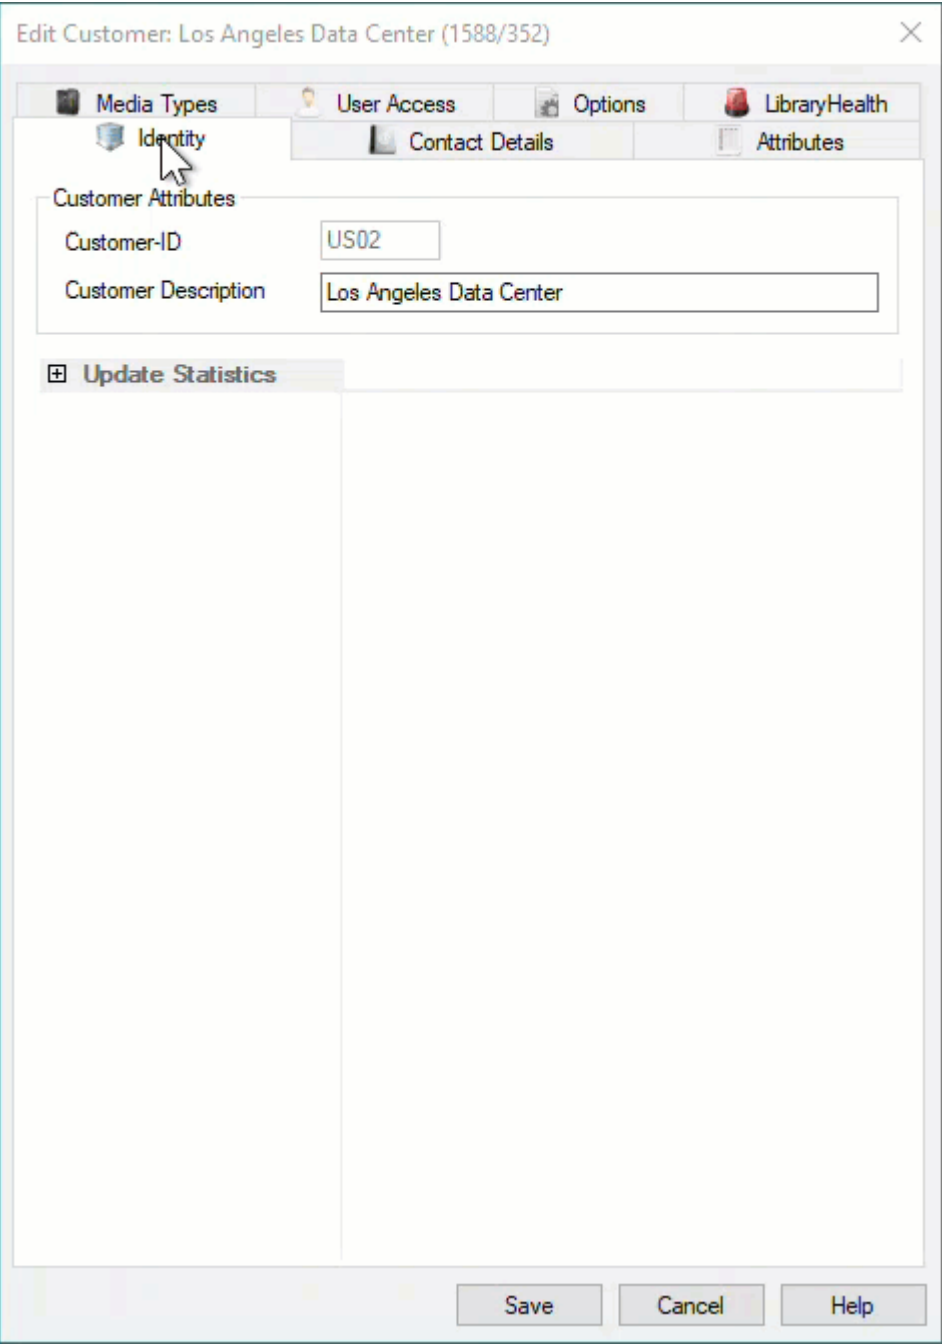 Edit Customer: Los Angeles Data Center (1588/352)
Media Types User Access Options LibraryHealth
Identity Contact Details Attributes
Customer Attributes
Customer-ID US02
Customer Description Los Angeles Data Center
Update Statistics
Save Cancel Help